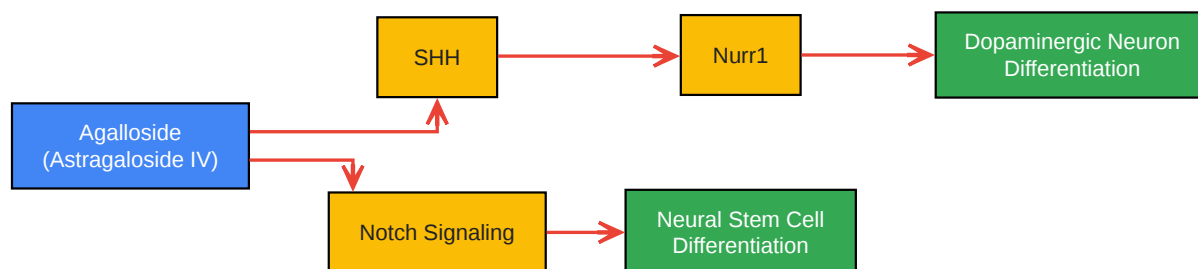 SHH
Nurr1
Dopaminergic Neuron
Differentiation
Agalloside
(Astragaloside IV)
Notch Signaling
Neural Stem Cell
Differentiation